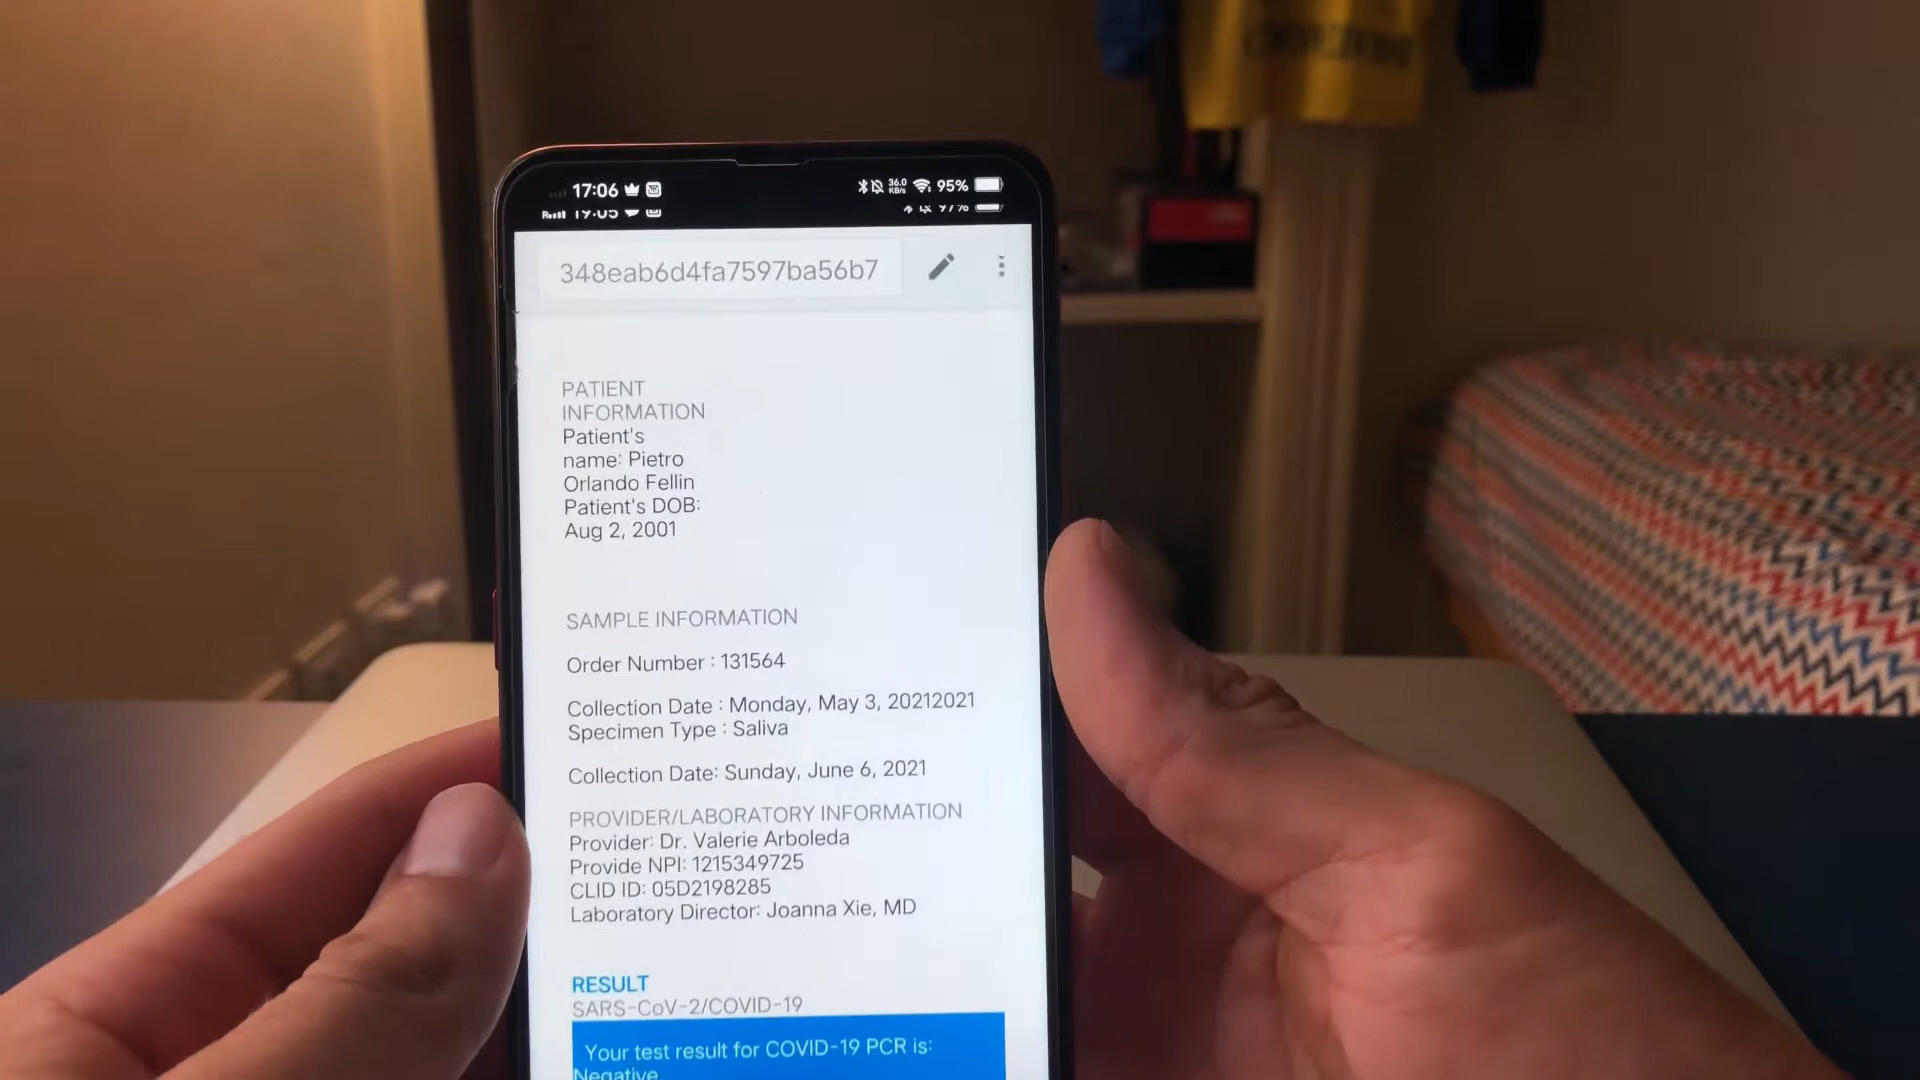 17:06 36.0 KB/s 95%
348eab6d4fa7597ba56b7
PATIENT
INFORMATION
Patient's
name: Pietro
Orlando Fellin
Patient's DOB:
Aug 2, 2001
SAMPLE INFORMATION
Order Number : 131564
Collection Date : Monday, May 3, 20212021
Specimen Type : Saliva
Collection Date: Sunday, June 6, 2021
PROVIDER/LABORATORY INFORMATION
Provider: Dr. Valerie Arboleda
Provide NPI: 1215349725
CLID ID: 05D2198285
Laboratory Director: Joanna Xie, MD
RESULT
SARS-CoV-2/COVID-19
Your test result for COVID-19 PCR is:
Negative